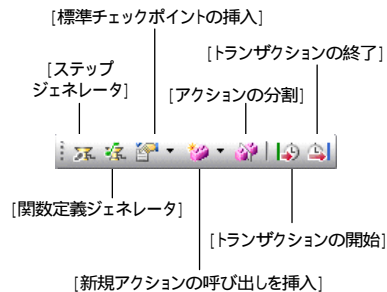 [標準チェックポイントの挿入]
[トランザクションの終了]
[ステップ
ジェネレータ]
[アクションの分割]
[関数定義ジェネレータ]
[トランザクションの開始]
[新規アクションの呼び出しを挿入]